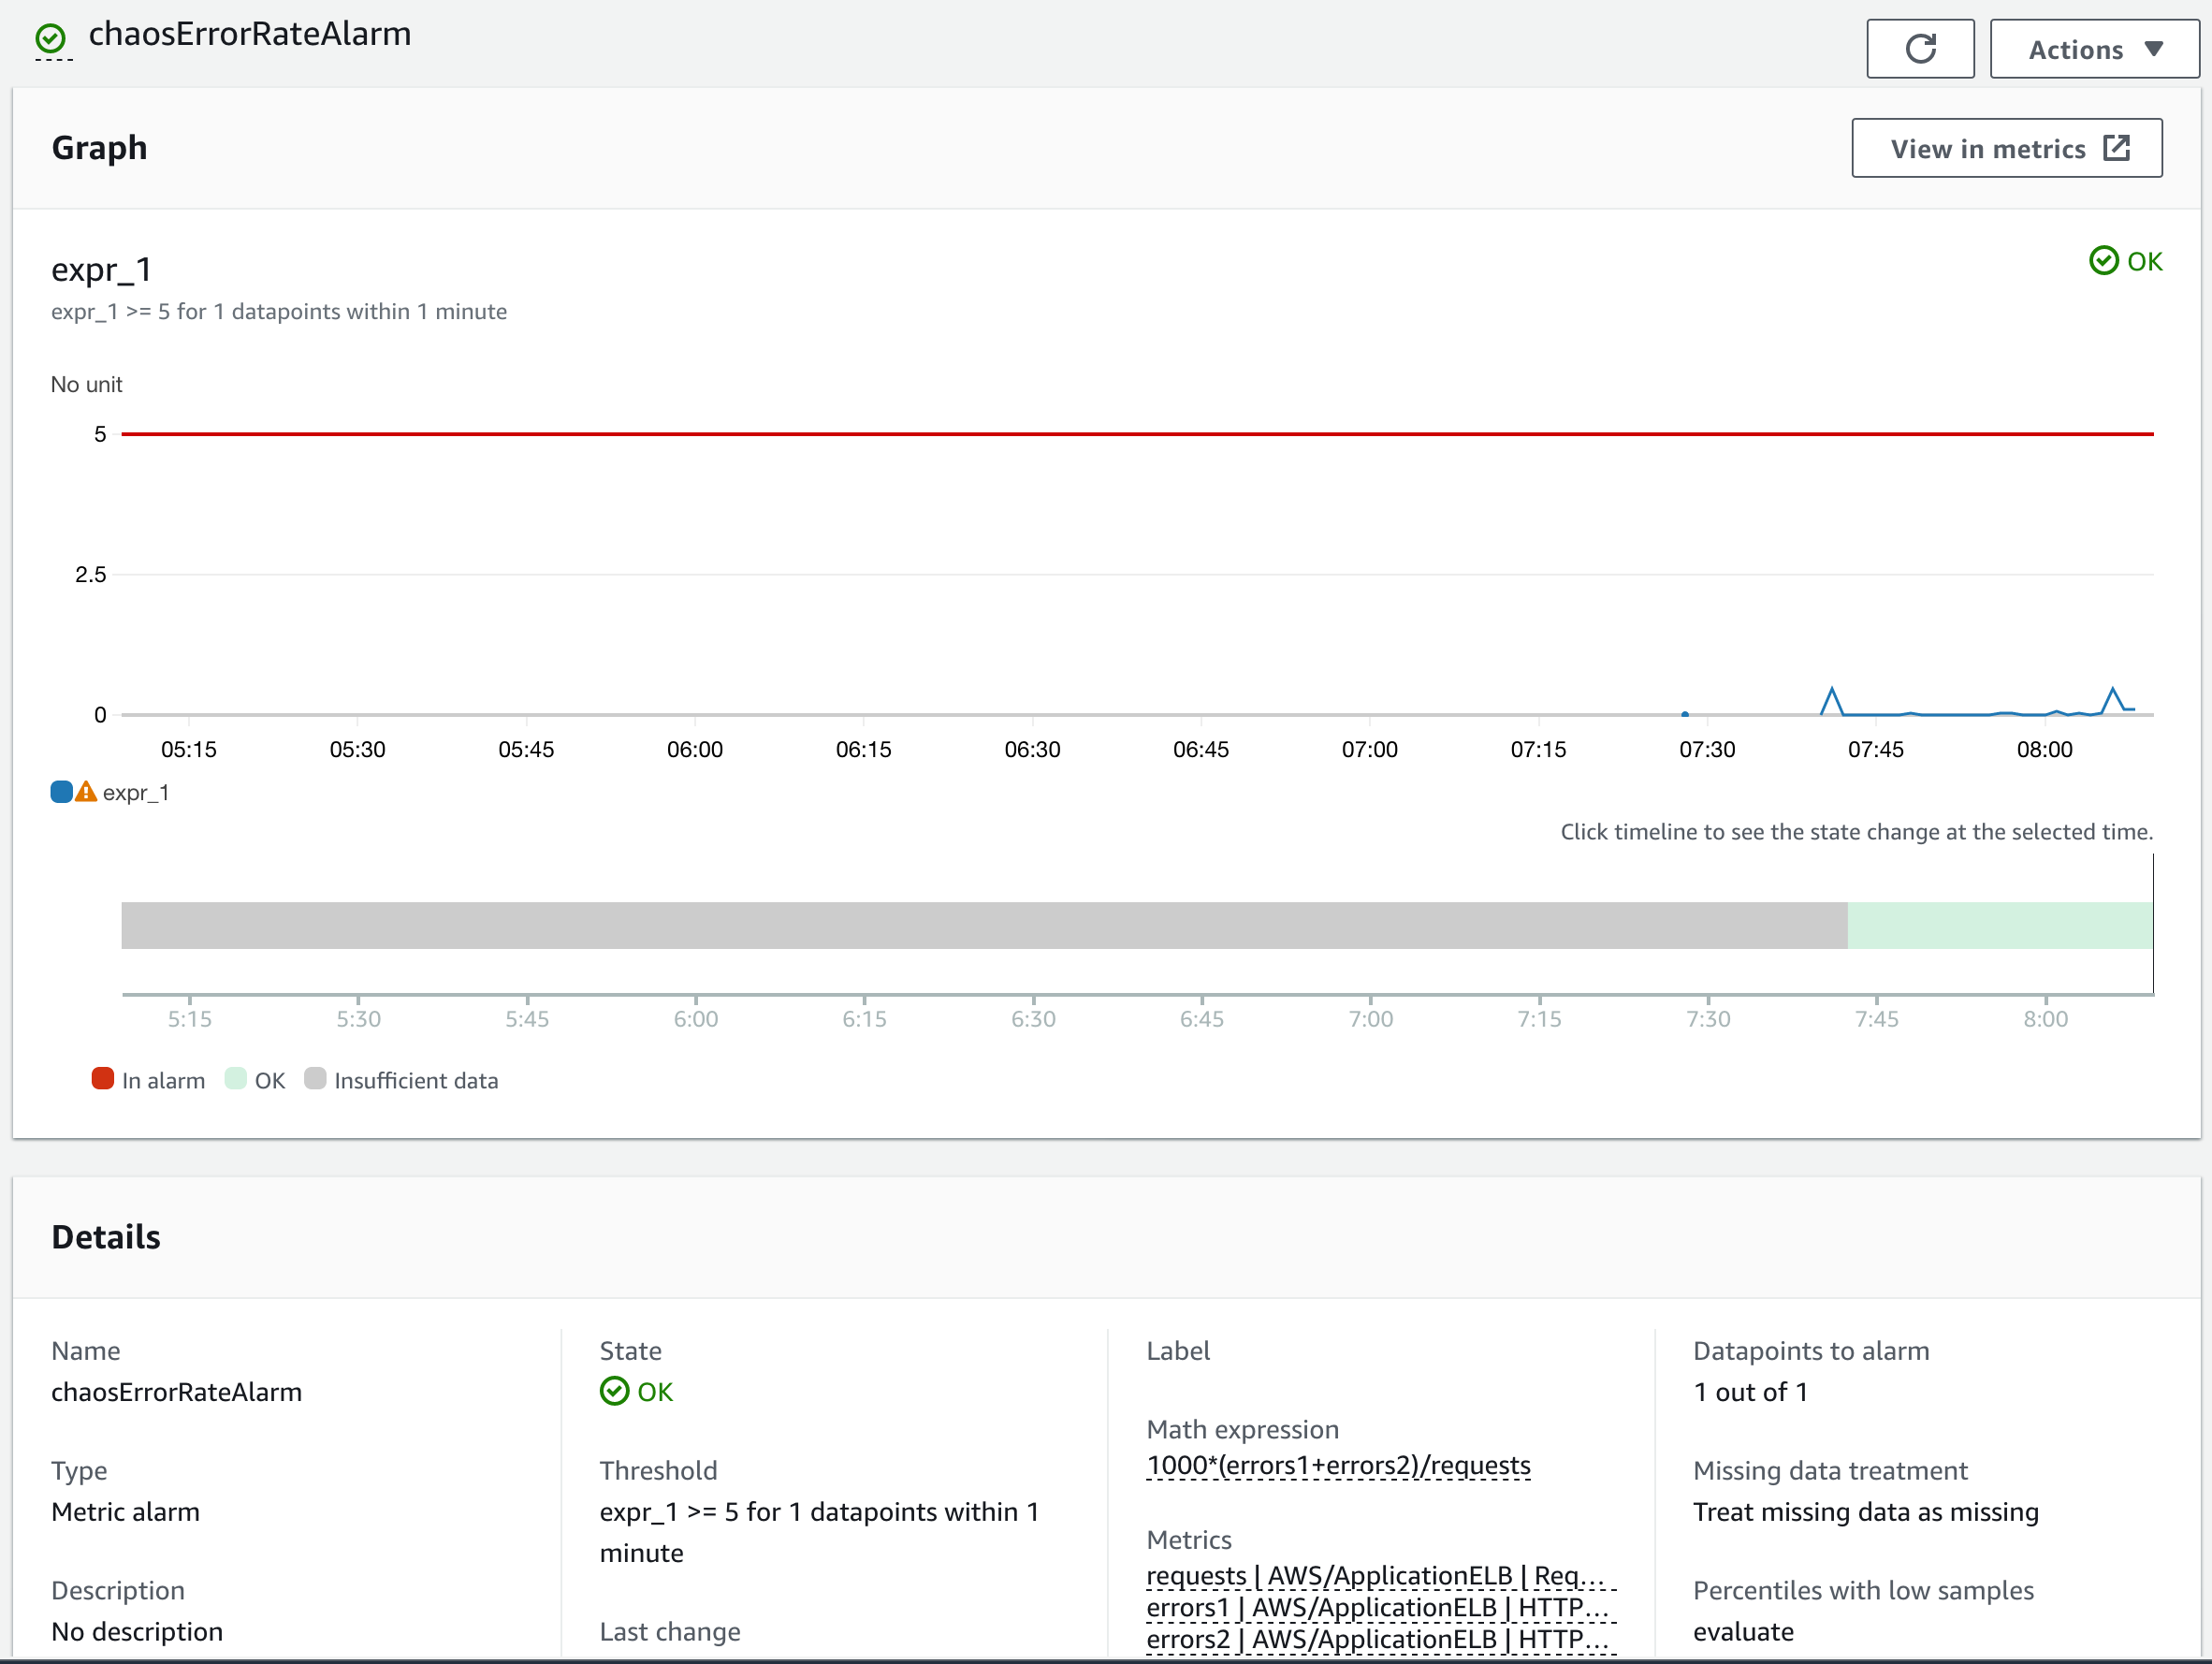 chaosErrorRateAlarm
Actions
Graph
View in metrics
expr_1
OK
expr_1 >= 5 for 1 datapoints within 1 minute
No unit
5
2.5
0
05:15 05:30 05:45 06:00 06:15 06:30 06:45 07:00 07:15 07:30 07:45 08:00
expr_1
Click timeline to see the state change at the selected time.
5:15 5:30 5:45 6:00 6:15 6:30 6:45 7:00 7:15 7:30 7:45 8:00
In alarm OK Insufficient data
Details
Name
chaosErrorRateAlarm
Type
Metric alarm
Description
No description
State
OK
Threshold
expr_1 >= 5 for 1 datapoints within 1
minute
Last change
Label
Math expression
1000*(errors1+errors2)/requests
Metrics
requests | AWS/ApplicationELB | Req...
errors1 | AWS/ApplicationELB | HTTP...
errors2 | AWS/ApplicationELB | HTTP...
Datapoints to alarm
1 out of 1
Missing data treatment
Treat missing data as missing
Percentiles with low samples
evaluate